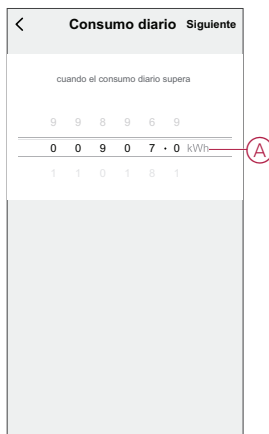 Consumo diario Siguiente
cuando el consumo diario supera
9 9 8 9 6 9
0 0 9 0 7 · 0 kWh
1 1 0 1 8 1
A